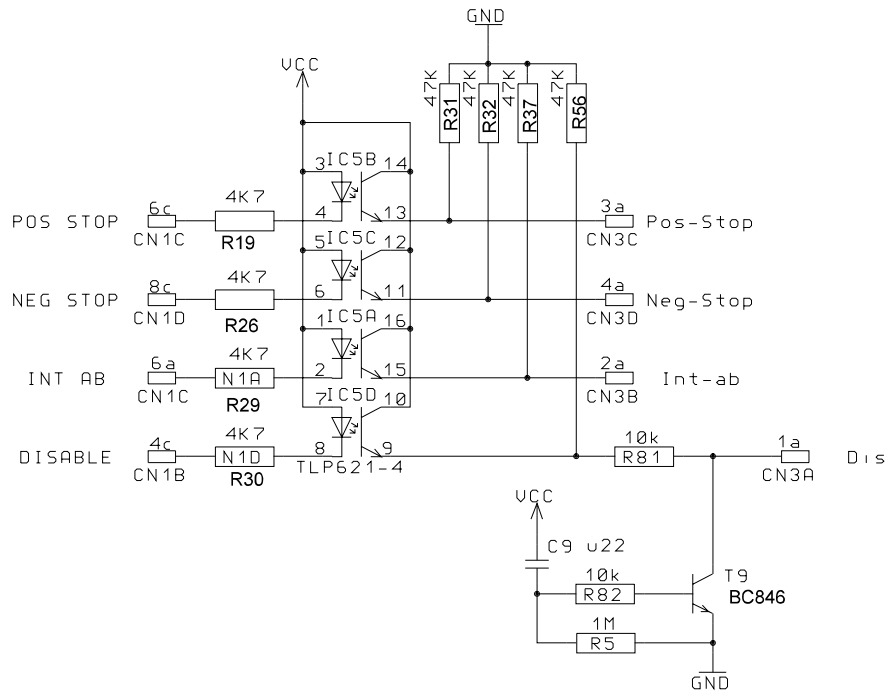 GND
VCC
47K R31 47K R32 47K R37 47K R56
3 IC5B 14
POS STOP 6c CN1C 4K7 R19 4 13 3a CN3C Pos-Stop
5 IC5C 12
NEG STOP 8c CN1D 4K7 R26 6 11 4a CN3D Neg-Stop
1 IC5A 16
INT AB 6a CN1C 4K7 N1A R29 2 15 2a CN3B Int-ab
7 IC5D 10
DISABLE 4c CN1B 4K7 N1D R30 8 9 10k R81 1a CN3A Dis
TLP621-4
VCC
C9 u22
10k R82 T9
BC846
1M R5
GND